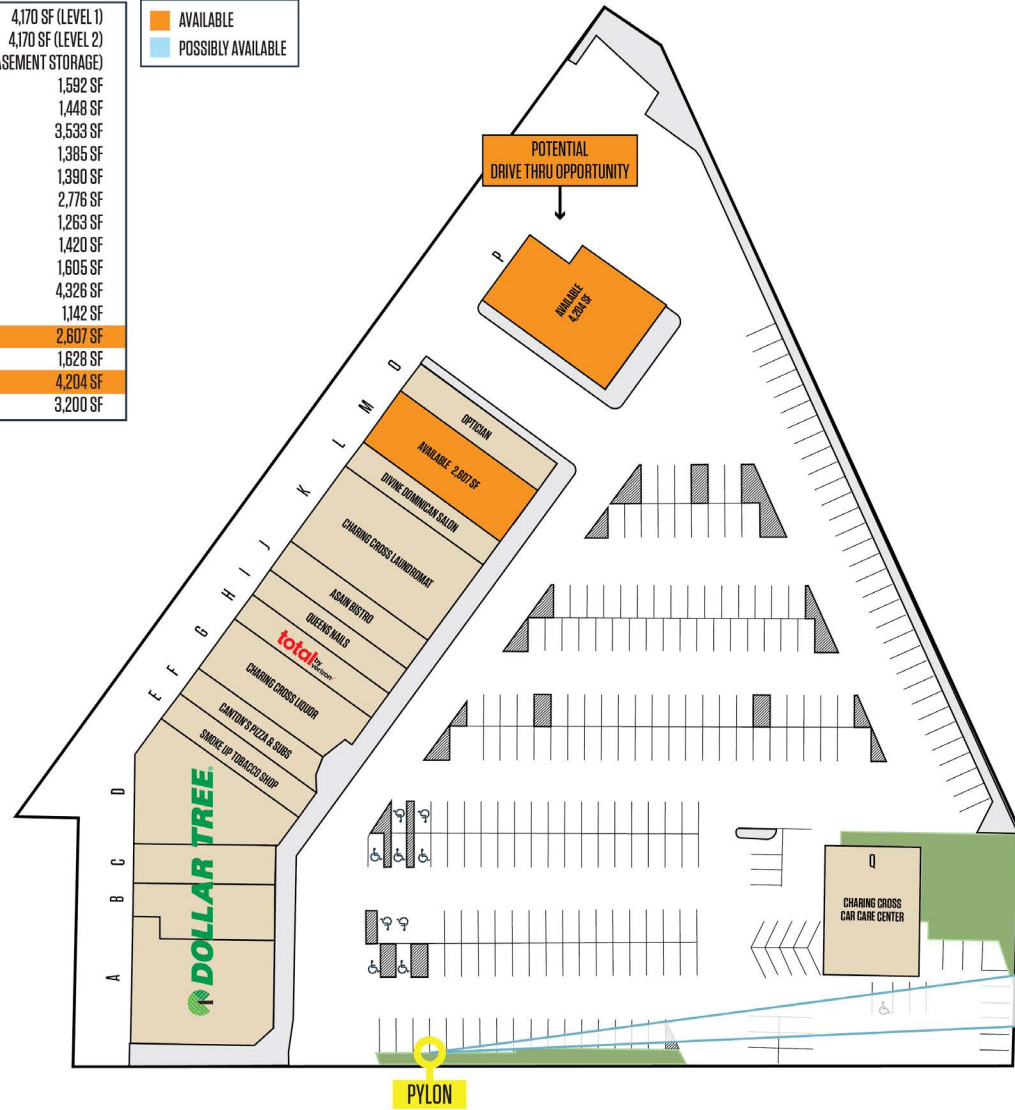 4,170 SF (LEVEL 1)
4,170 SF (LEVEL 2)
STORAGE)
1,592 SF
1,448 SF
3,533 SF
1,385 SF
1,390 SF
2,776 SF
1,263 SF
1,420 SF
1,605 SF
4,326 SF
1,142 SF
2,607 SF
1,628 SF
4,204 SF
3,200 SF
AVAILABLE
POSSIBLY AVAILABLE
POTENTIAL
DRIVE THRU OPPORTUNITY
P
AVAILABLE
4,204 SF
O
OPTICIAN
M
AVAILABLE 2,607 SF
L
DIVINE DOMINICAN SALON
K
CHARING CROSS LAUNDROMAT
J
ASAIN BISTRO
I
QUEENS NAILS
H
total by verizon
G
CHARING CROSS LIQUOR
F
CANTON'S PIZZA & SUBS
E
SMOKE UP TOBACCO SHOP
D
C
B
A
DOLLAR TREE
Q
CHARING CROSS
CAR CARE CENTER
PYLON